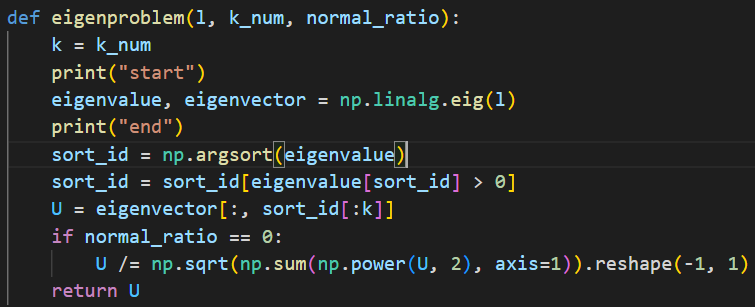 def eigenproblem(l, k_num, normal_ratio):
    k = k_num
    print("start")
    eigenvalue, eigenvector = np.linalg.eig(l)
    print("end")
    sort_id = np.argsort(eigenvalue)
    sort_id = sort_id[eigenvalue[sort_id] > 0]
    U = eigenvector[:, sort_id[:k]]
    if normal_ratio == 0:
        U /= np.sqrt(np.sum(np.power(U, 2), axis=1)).reshape(-1, 1)
    return U